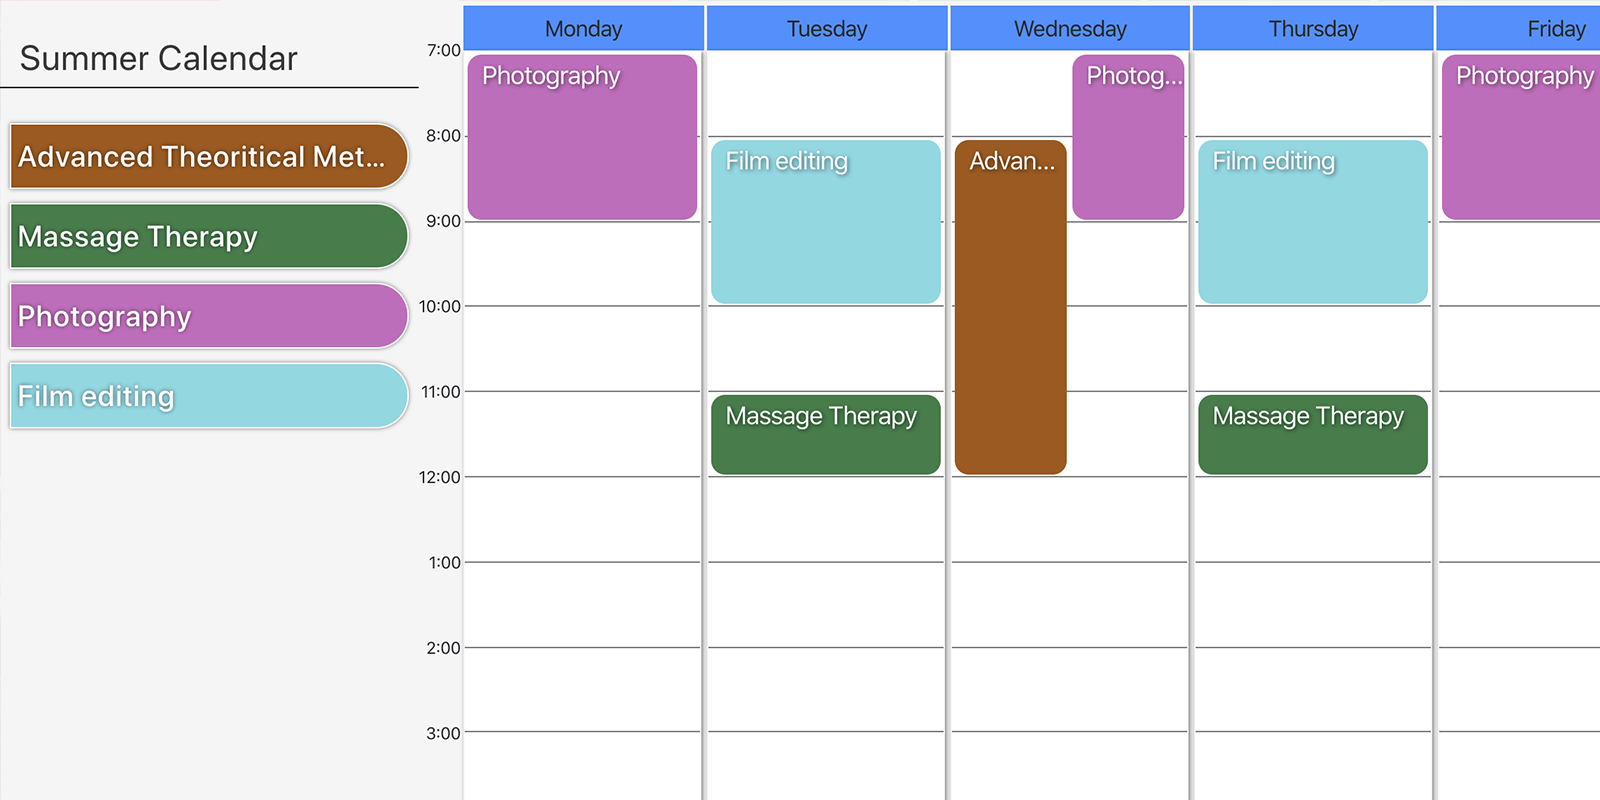 Summer Calendar
Advanced Theoritical Met...
Massage Therapy
Photography
Film editing
Monday
Tuesday
Wednesday
Thursday
Friday
7:00
8:00
9:00
10:00
11:00
12:00
1:00
2:00
3:00
Photography
Film editing
Massage Therapy
Advan...
Photog...
Film editing
Massage Therapy
Photography